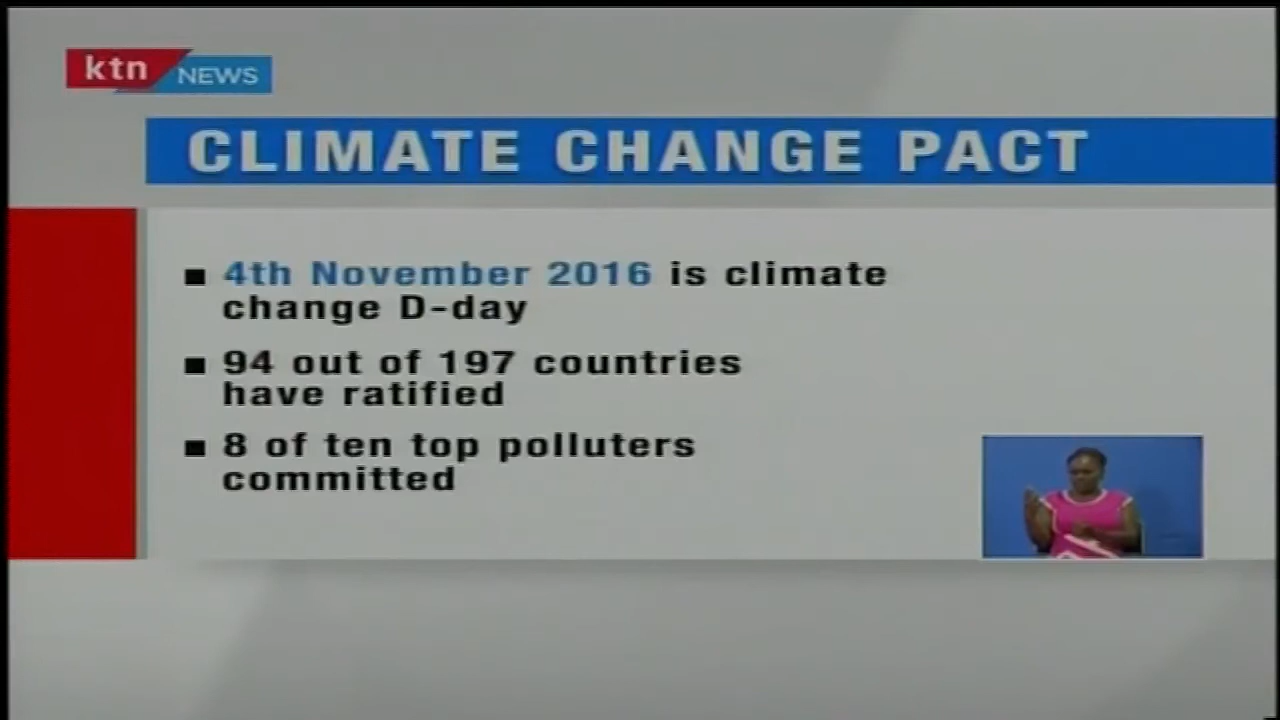 ktn NEWS
CLIMATE CHANGE PACT
■ 4th November 2016 is climate
change D-day
■ 94 out of 197 countries
have ratified
■ 8 of ten top polluters
committed